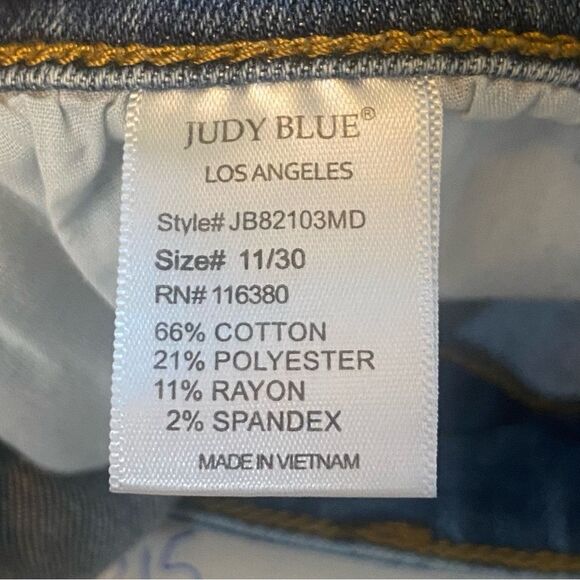 JUDY BLUE®
LOS ANGELES
Style# JB82103MD
Size# 11/30
RN# 116380
66% COTTON
21% POLYESTER
11% RAYON
2% SPANDEX
MADE IN VIETNAM